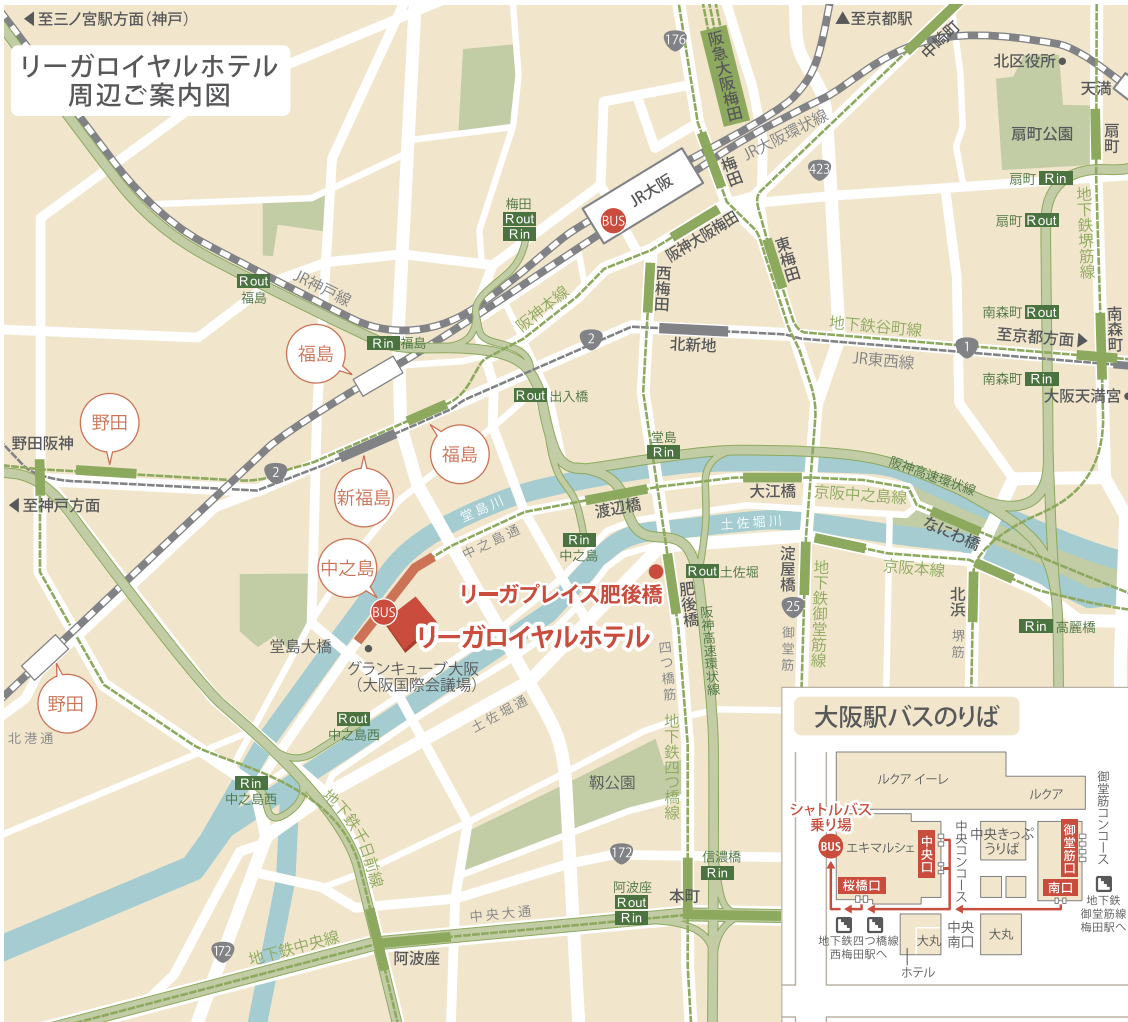 ◀至三ノ宮駅方面(神戸)
リーガロイヤルホテル
周辺ご案内図
176
阪急大阪梅田
▲至京都駅
中崎町
北区役所
天満
扇町公園
扇町
扇町 Rin
扇町 Rout
地下鉄堺筋線
JR大阪環状線
423
梅田
JR大阪
BUS
梅田
Rout
Rin
阪神大阪梅田
東梅田
西梅田
JR神戸線
Rout
福島
阪神本線
Rin 福島
福島
2
北新地
地下鉄谷町線
JR東西線
1
南森町 Rout
至京都方面▶
南森町
南森町 Rin
大阪天満宮
Rout 出入橋
野田
野田阪神
2
◀至神戸方面
新福島
福島
堂島
Rin
堂島川
中之島通
渡辺橋
大江橋
京阪中之島線
阪神高速環状線
なにわ橋
土佐堀川
Rin
中之島
中之島
BUS
リーガプレイス肥後橋
リーガロイヤルホテル
Rout 土佐堀
肥後橋
淀屋橋
25
御堂筋
地下鉄御堂筋線
京阪本線
北浜
堺筋
Rin 高麗橋
阪神高速環状線
四つ橋筋
地下鉄四つ橋線
堂島大橋
グランキューブ大阪
(大阪国際会議場)
土佐堀通
野田
北港通
Rout
中之島西
Rin
中之島西
地下鉄千日前線
靱公園
172
信濃橋
Rin
本町
阿波座
Rout
Rin
中央大通
172
地下鉄中央線
阿波座
大阪駅バスのりば
ルクア イーレ
ルクア
シャトルバス
乗り場
BUS
エキマルシェ
中央口
中央コンコース
中央きっぷ
うりば
御堂筋口
御堂筋コンコース
桜橋口
南口
地下鉄
御堂筋線
梅田駅へ
地下鉄四つ橋線
西梅田駅へ
大丸
ホテル
中央
南口
大丸